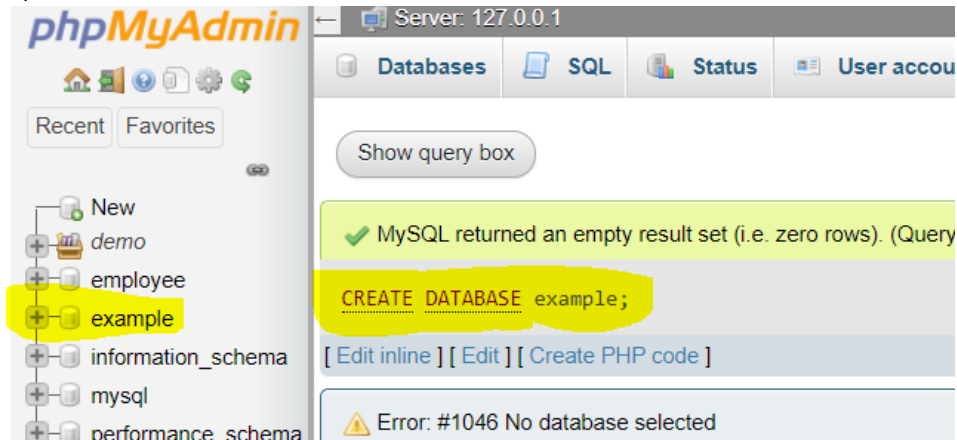 phpMyAdmin
Recent Favorites
New
demo
employee
example
information_schema
mysql
performance_schema
Server: 127.0.0.1
Databases SQL Status User accou
Show query box
MySQL returned an empty result set (i.e. zero rows). (Query
CREATE DATABASE example;
[ Edit inline ] [ Edit ] [ Create PHP code ]
Error: #1046 No database selected